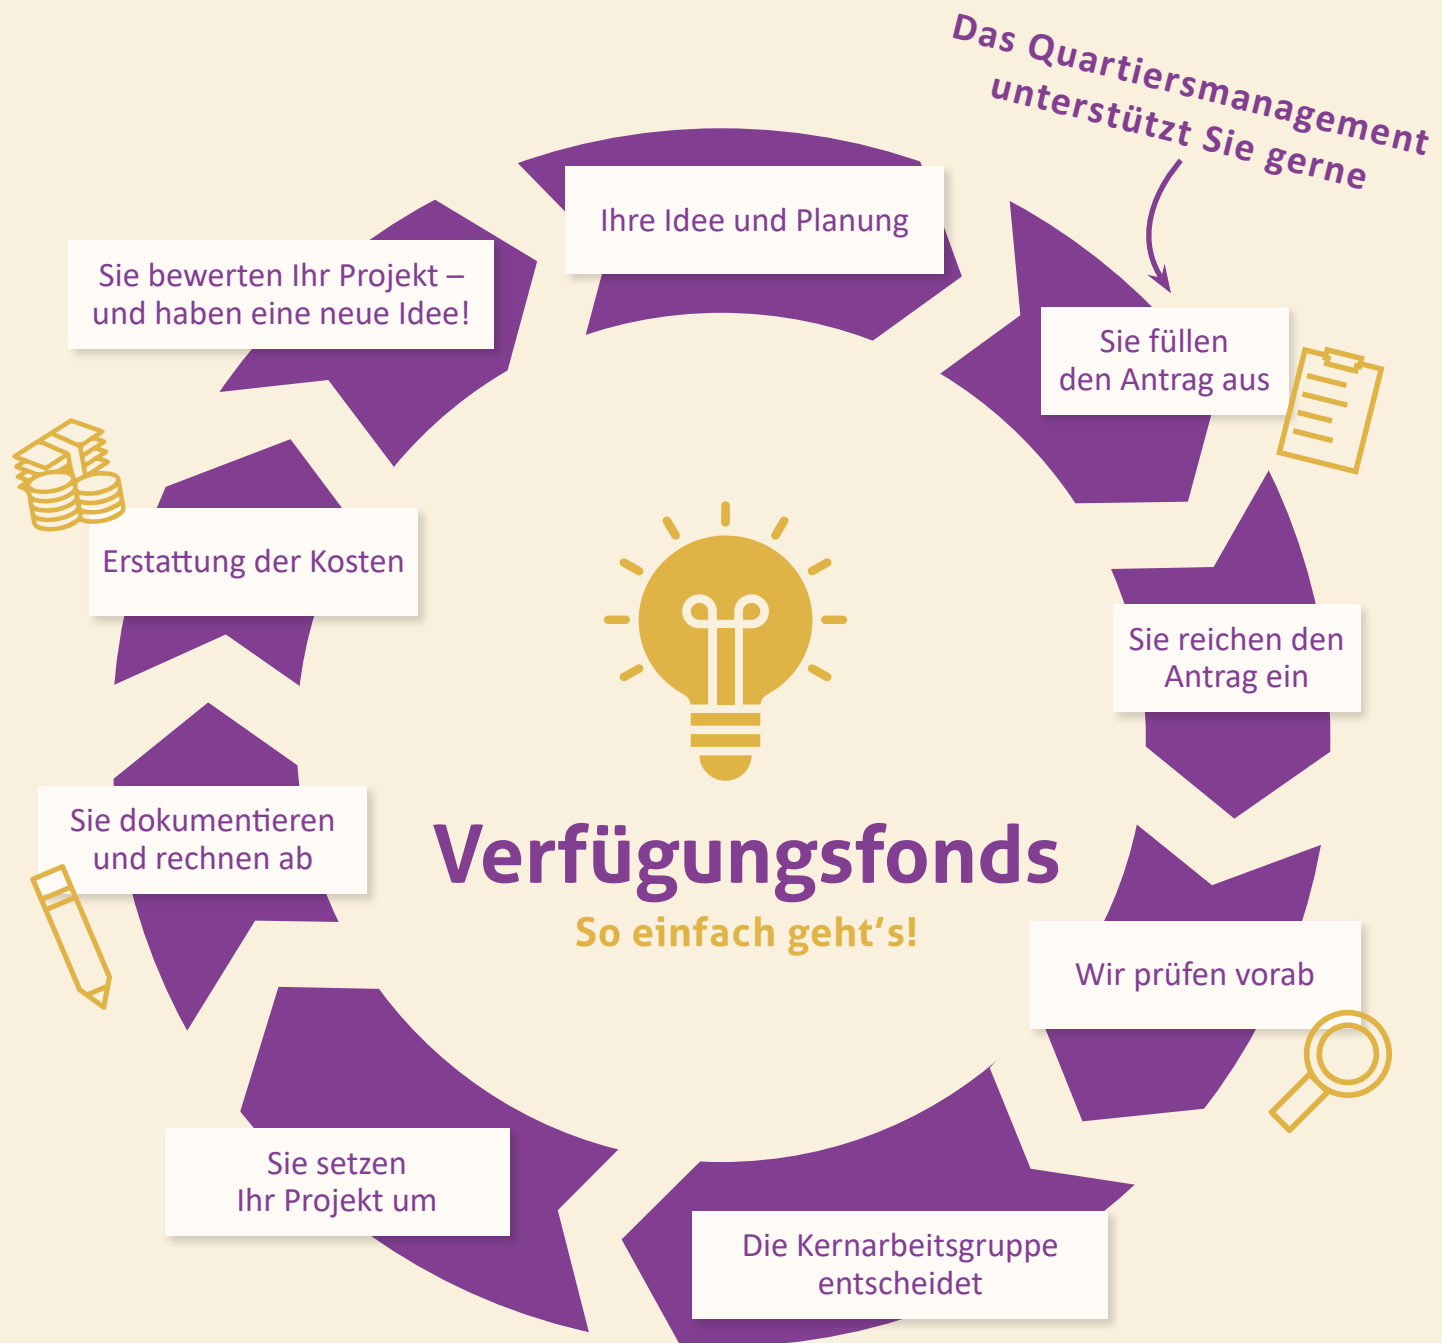 Das Quartiersmanagement
unterstützt Sie gerne
Ihre Idee und Planung
Sie füllen
den Antrag aus
Sie reichen den
Antrag ein
Wir prüfen vorab
Die Kernarbeitsgruppe
entscheidet
Sie setzen
Ihr Projekt um
Sie dokumentieren
und rechnen ab
Erstattung der Kosten
Sie bewerten Ihr Projekt –
und haben eine neue Idee!
Verfügungsfonds
So einfach geht’s!